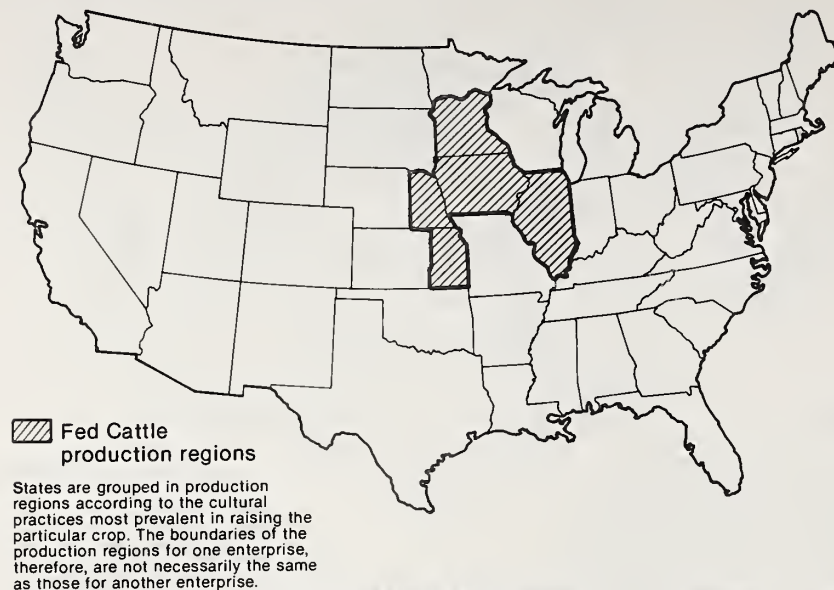 Fed Cattle
production regions
States are grouped in production
regions according to the cultural
practices most prevalent in raising the
particular crop. The boundaries of the
production regions for one enterprise,
therefore, are not necessarily the same
as those for another enterprise.